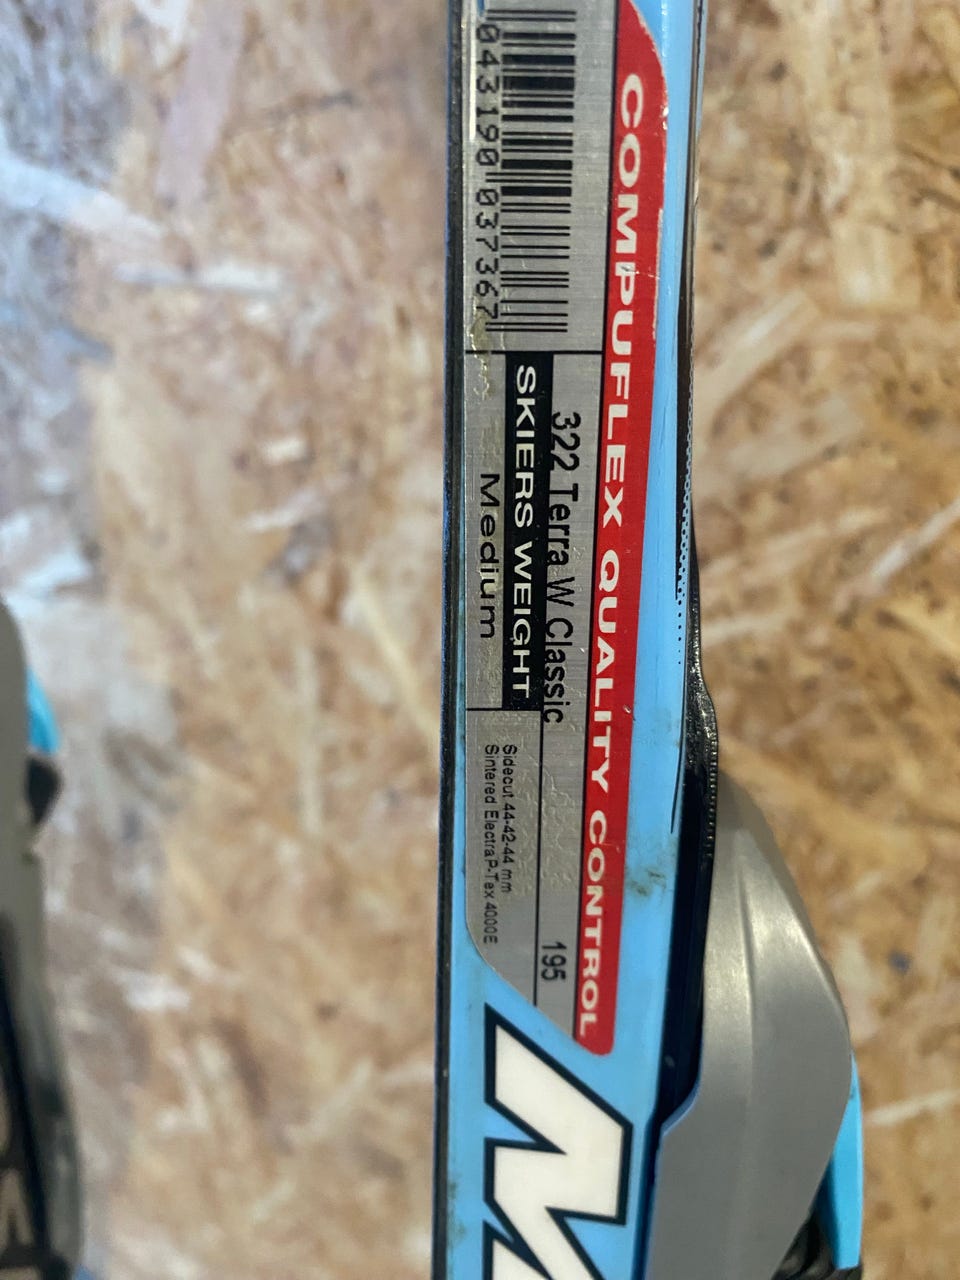 COMPUFLEX QUALITY CONTROL
043190 037367
322 Terra W Classic
195
SKIERS WEIGHT
Medium
Sidecut 44-42-44 mm
Sintered Electra P-Tex 4000E